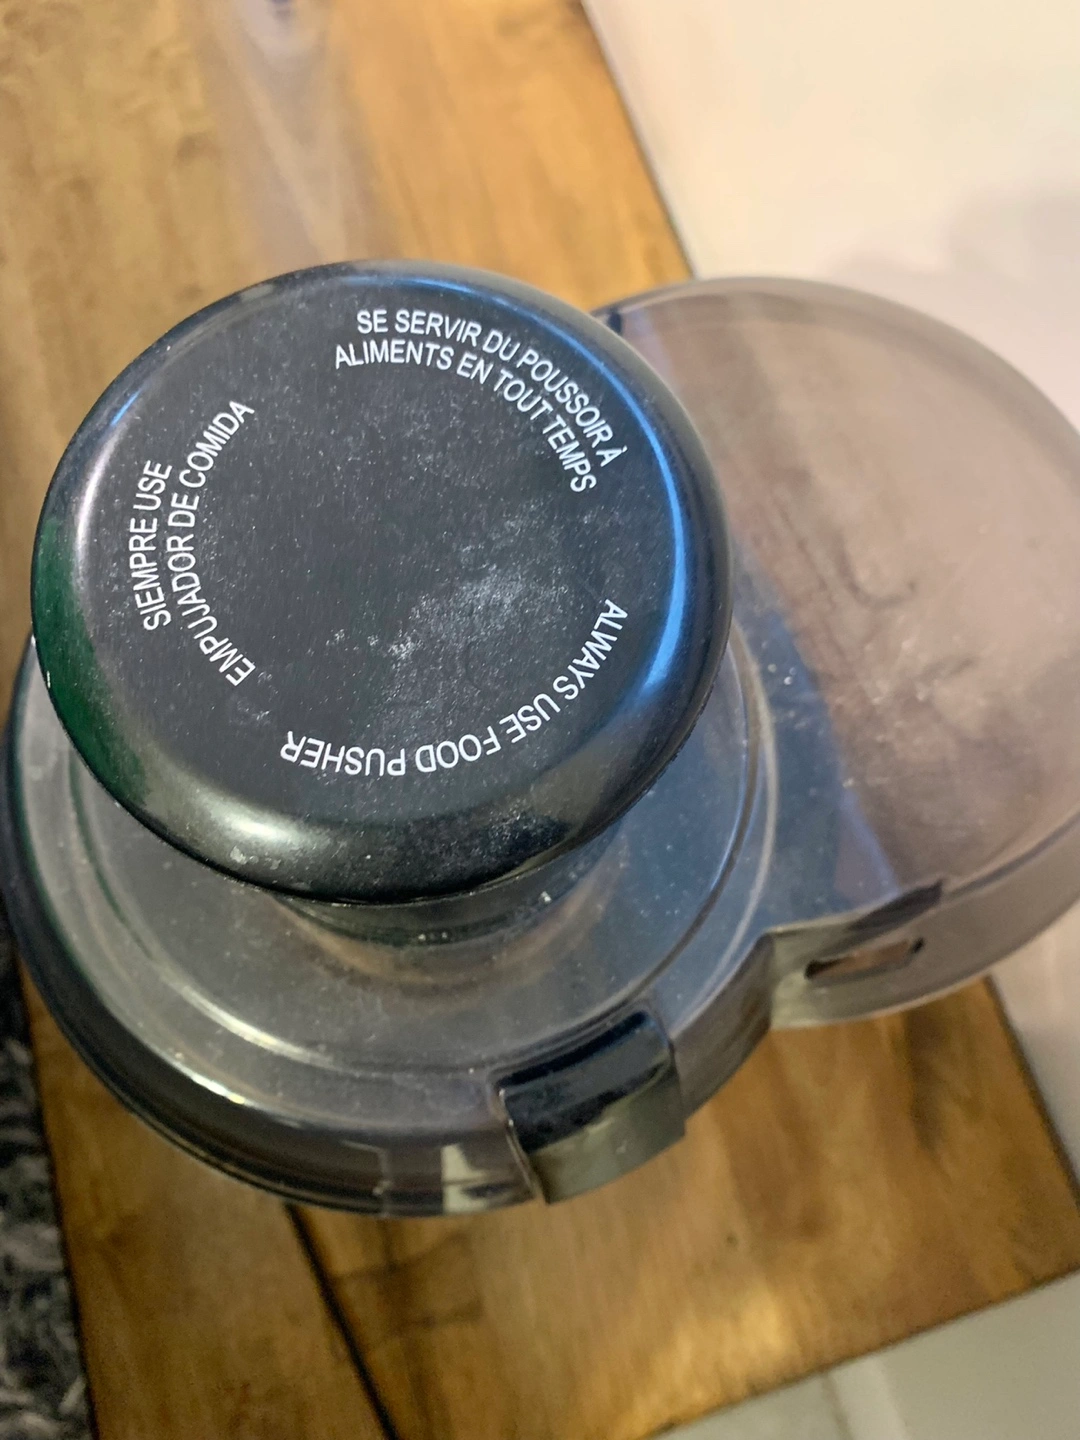 SE SERVIR DU POUSSOIR À
ALIMENTS EN TOUT TEMPS
ALWAYS USE FOOD PUSHER
SIEMPRE USE
EMPUJADOR DE COMIDA